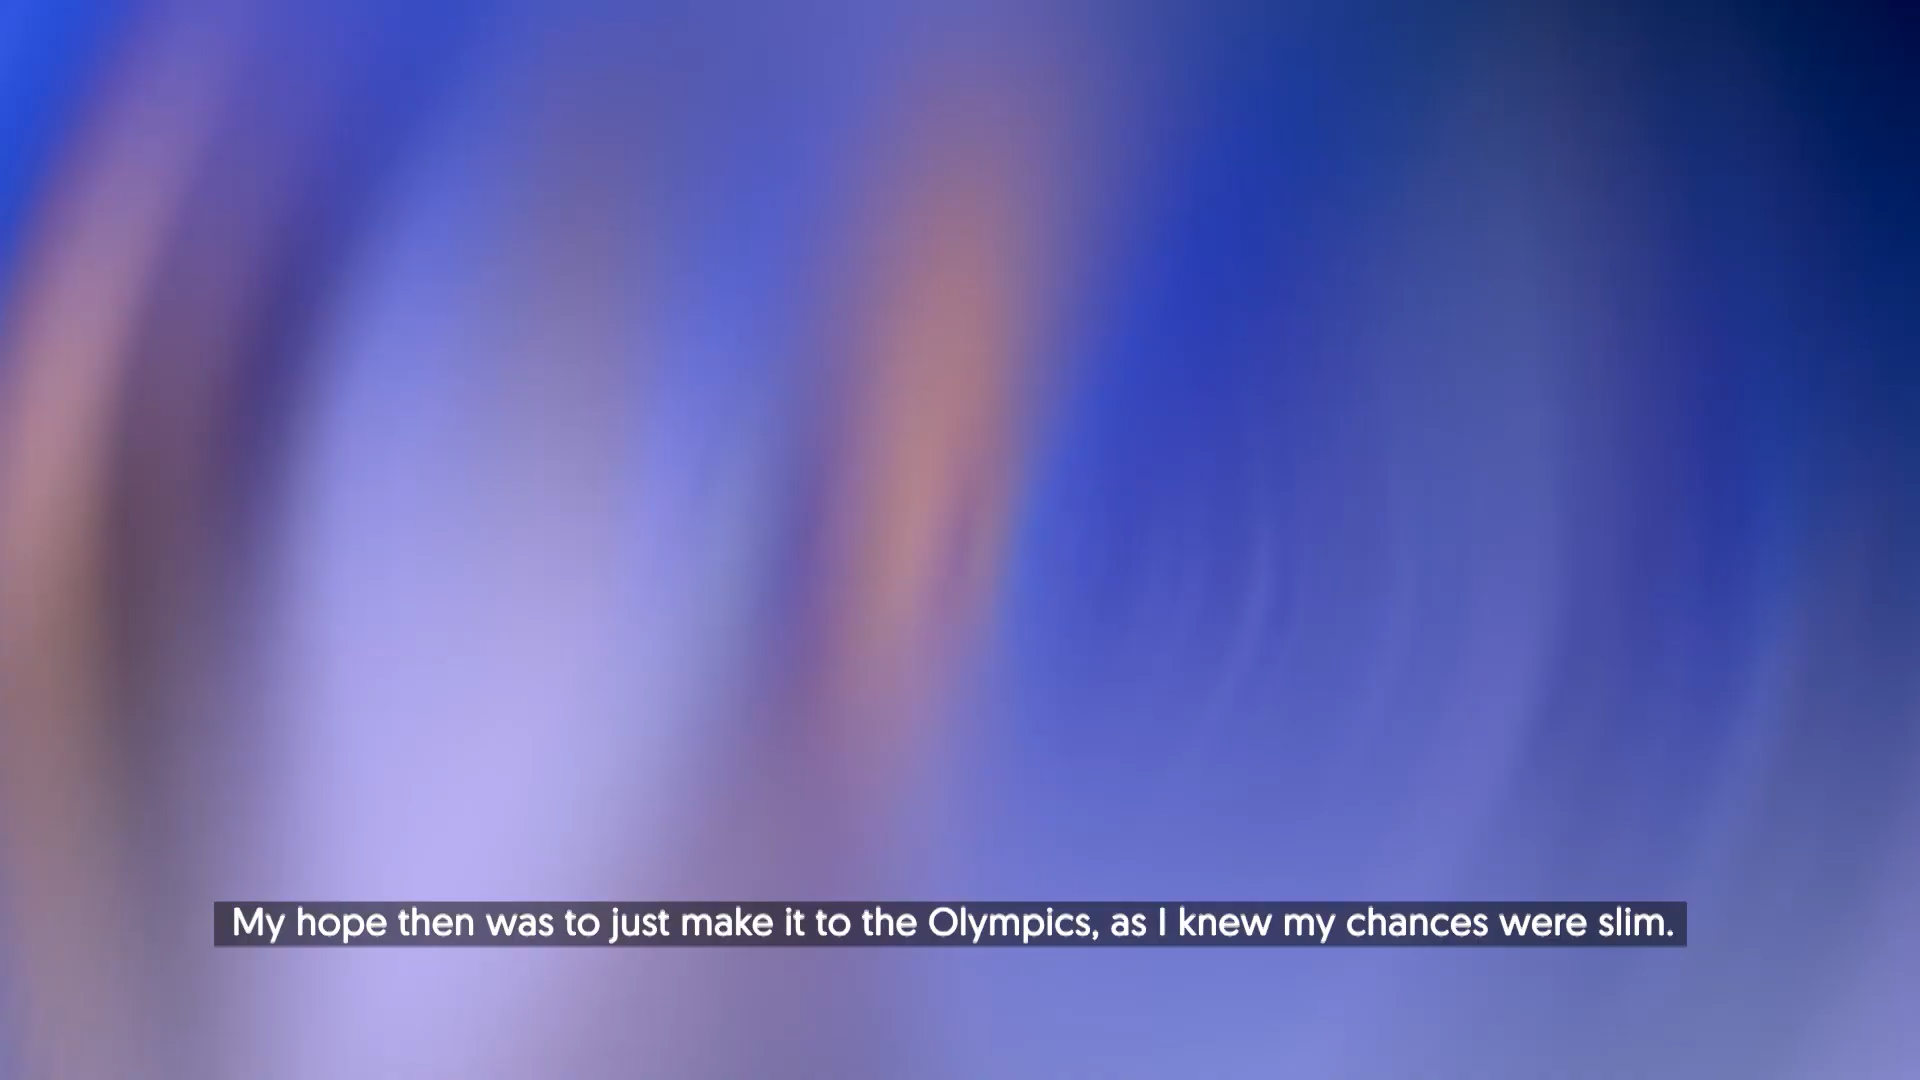 My hope then was to just make it to the Olympics, as I knew my chances were slim.